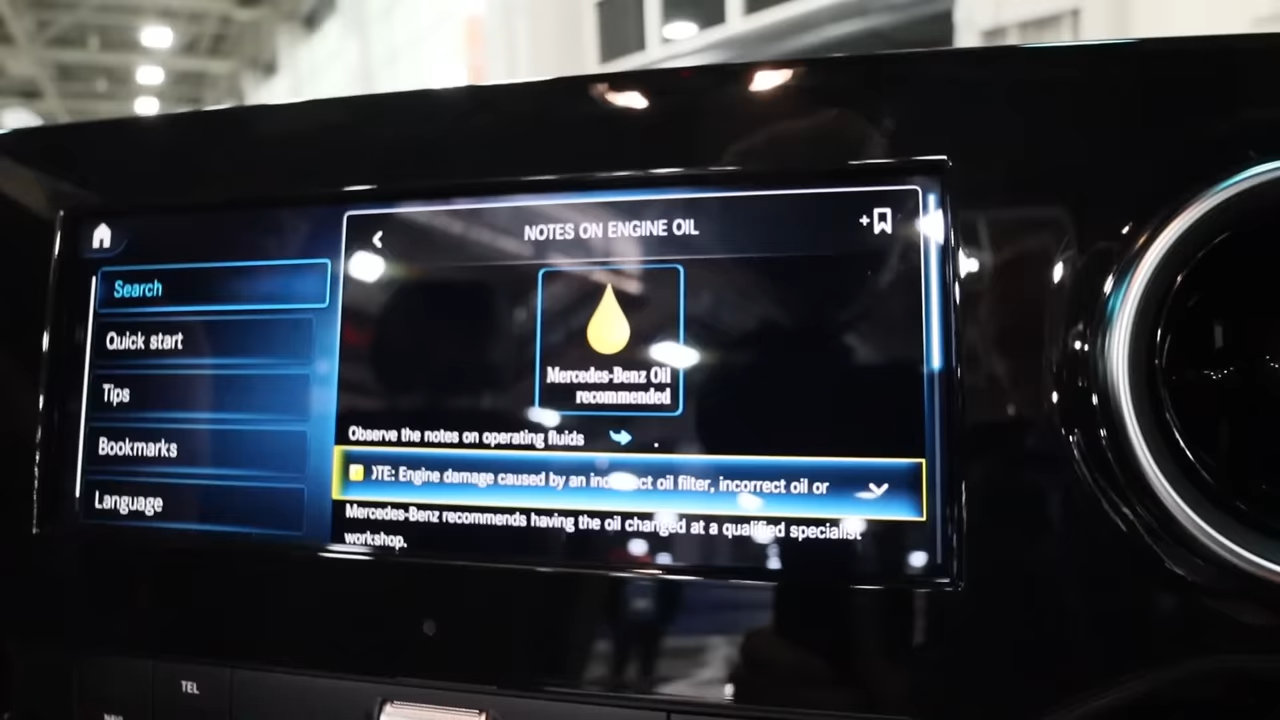 NOTES ON ENGINE OIL
Search
Quick start
Tips
Bookmarks
Language
Mercedes-Benz Oil
recommended
Observe the notes on operating fluids
TE: Engine damage caused by an incorrect oil filter, incorrect oil or
Mercedes-Benz recommends having the oil changed at a qualified specialist
workshop.
TEL